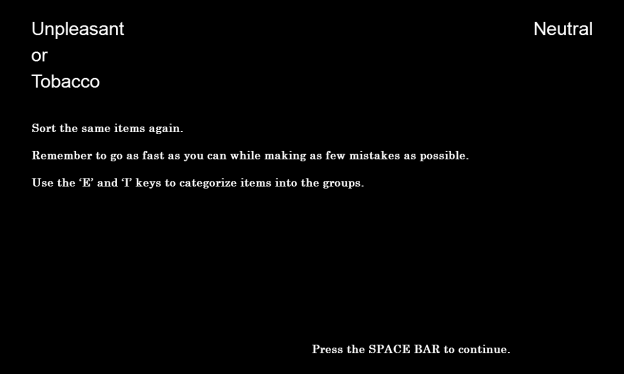 Unpleasant
Neutral
or
Tobacco
Sort the same items again.
Remember to go as fast as you can while making as few mistakes as possible.
Use the ‘E’ and ‘I’ keys to categorize items into the groups.
Press the SPACE BAR to continue.